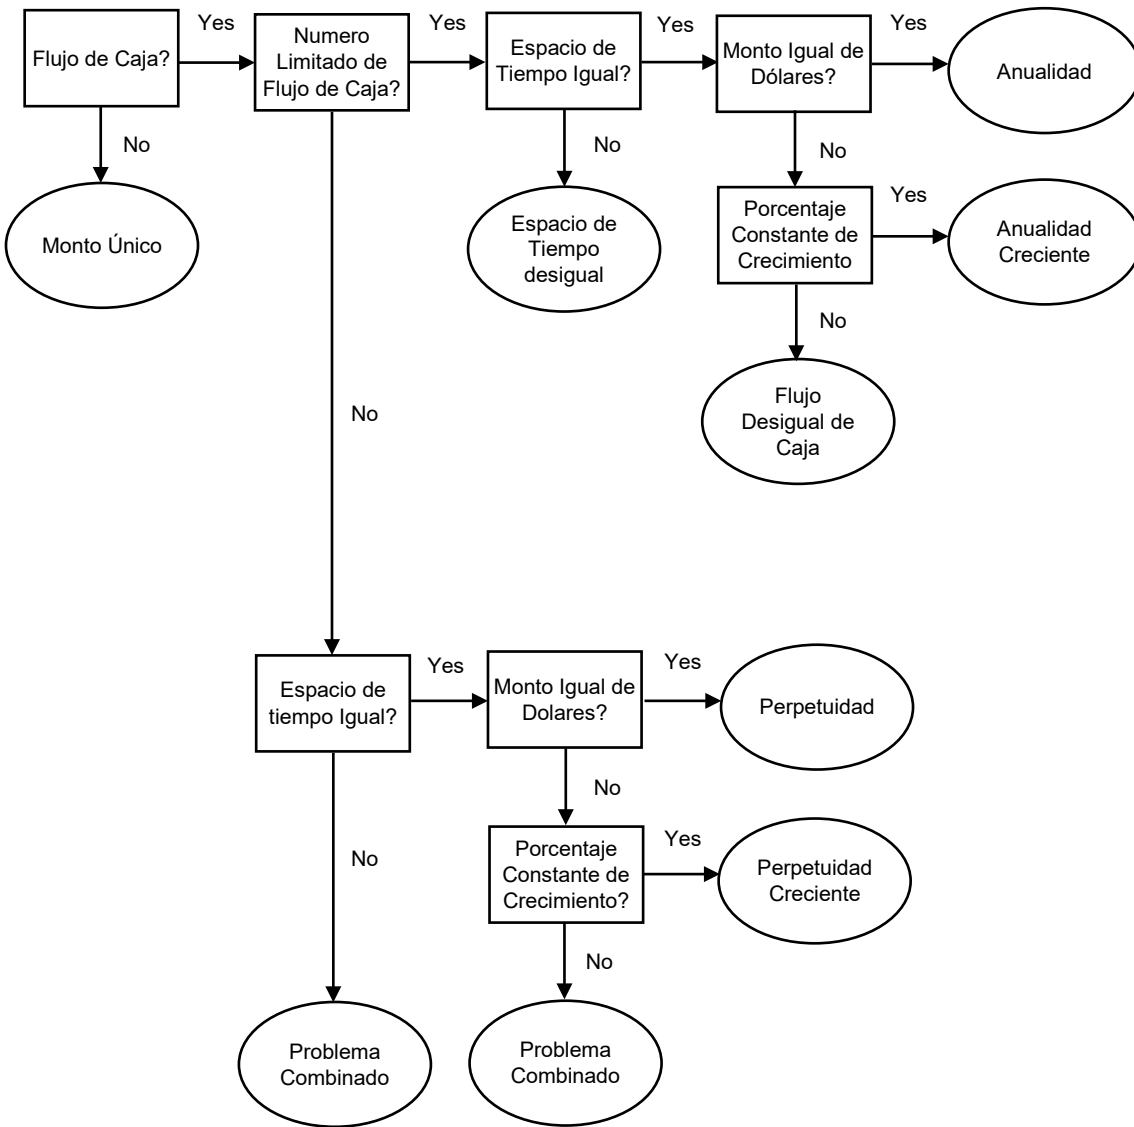 Yes
Yes
Yes
Yes
Flujo de Caja?
Numero
Limitado de
Flujo de Caja?
Espacio de
Tiempo Igual?
Monto Igual de
Dólares?
Anualidad
No
No
No
Monto Único
Espacio de
Tiempo
desigual
Porcentaje
Constante de
Crecimiento
Yes
Anualidad
Creciente
No
No
Flujo
Desigual de
Caja
Espacio de
tiempo Igual?
Yes
Monto Igual de
Dolares?
Yes
Perpetuidad
No
No
Porcentaje
Constante de
Crecimiento?
Yes
Perpetuidad
Creciente
No
Problema
Combinado
Problema
Combinado